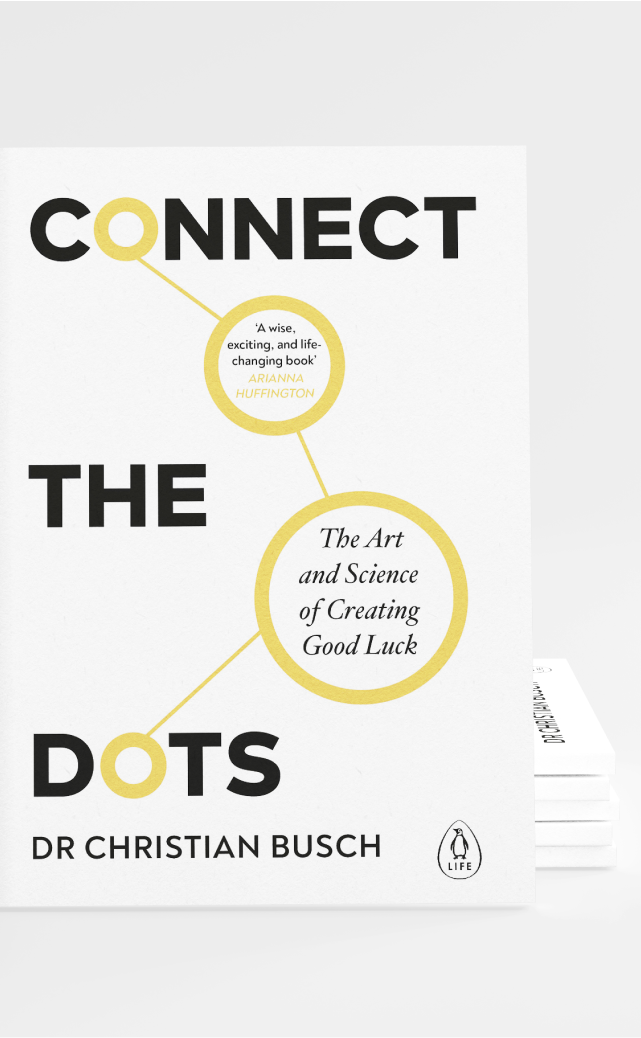 CONNECT
‘A wise,
exciting, and life-
changing book’
ARIANNA
HUFFINGTON
THE
The Art
and Science
of Creating
Good Luck
DOTS
DR CHRISTIAN BUSCH
LIFE
DR CHRISTIAN BUSCH